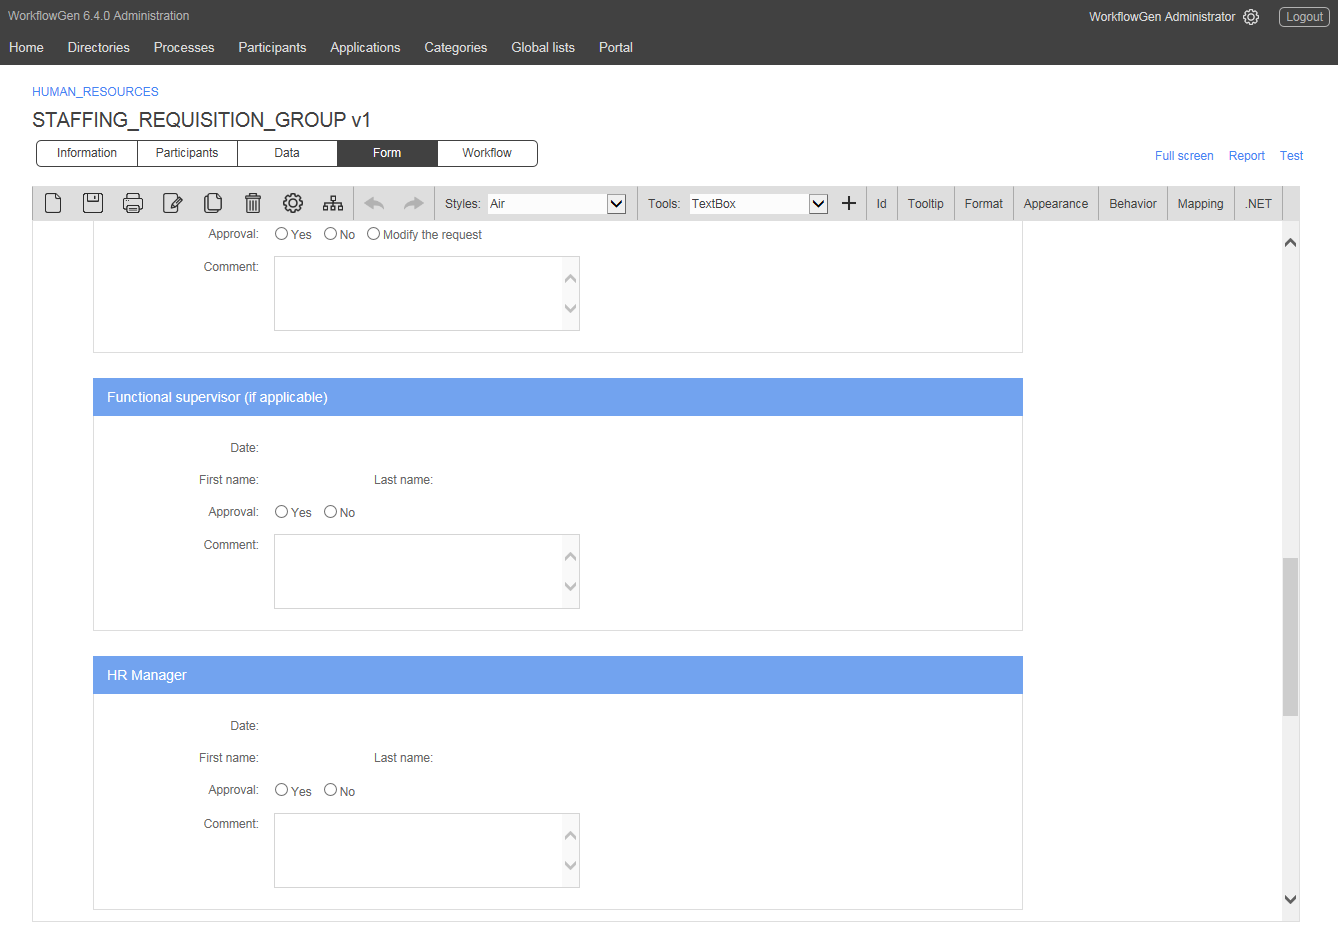 WorkflowGen 6.4.0 Administration
WorkflowGen Administrator Logout
Home Directories Processes Participants Applications Categories Global lists Portal
HUMAN_RESOURCES
STAFFING_REQUISITION_GROUP v1
Information Participants Data Form Workflow
Full screen Report Test
Styles: Air Tools: TextBox Id Tooltip Format Appearance Behavior Mapping .NET
Approval: Yes No Modify the request
Comment:
Functional supervisor (if applicable)
Date:
First name: Last name:
Approval: Yes No
Comment:
HR Manager
Date:
First name: Last name:
Approval: Yes No
Comment: